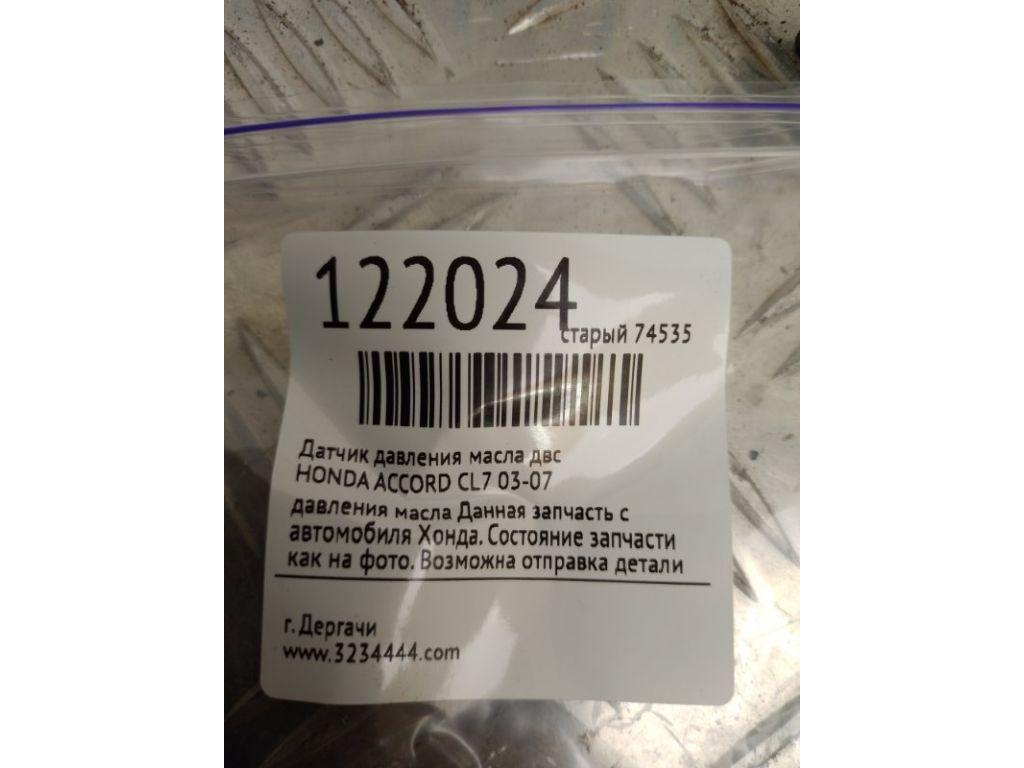 122024
старый 74535
Датчик давления масла двс
HONDA ACCORD CL7 03-07
давления масла Данная запчасть с
автомобиля Хонда. Состояние запчасти
как на фото. Возможна отправка детали
г. Дергачи
www.3234444.com